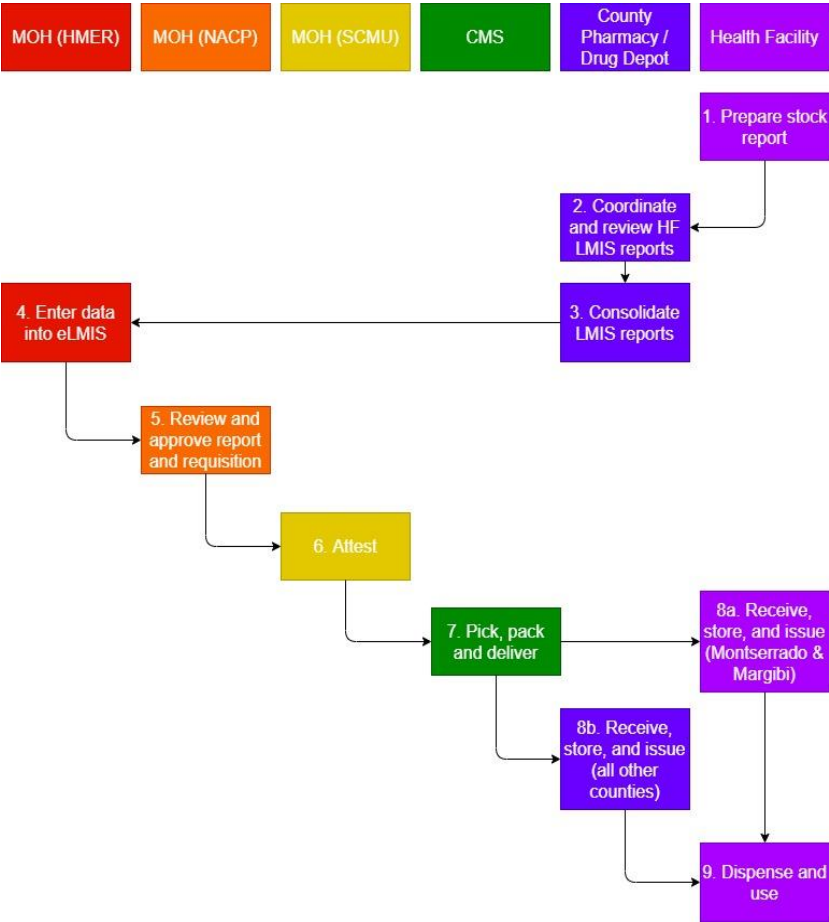 MOH (HMER)
MOH (NACP)
MOH (SCMU)
CMS
County
Pharmacy /
Drug Depot
Health Facility
1. Prepare stock
report
2. Coordinate
and review HF
LMIS reports
4. Enter data
into eLMIS
3. Consolidate
LMIS reports
5. Review and
approve report
and requisition
6. Attest
7. Pick, pack
and deliver
8a. Receive,
store, and issue
(Montserrado &
Margibi)
8b. Receive,
store, and issue
(all other
counties)
9. Dispense and
use